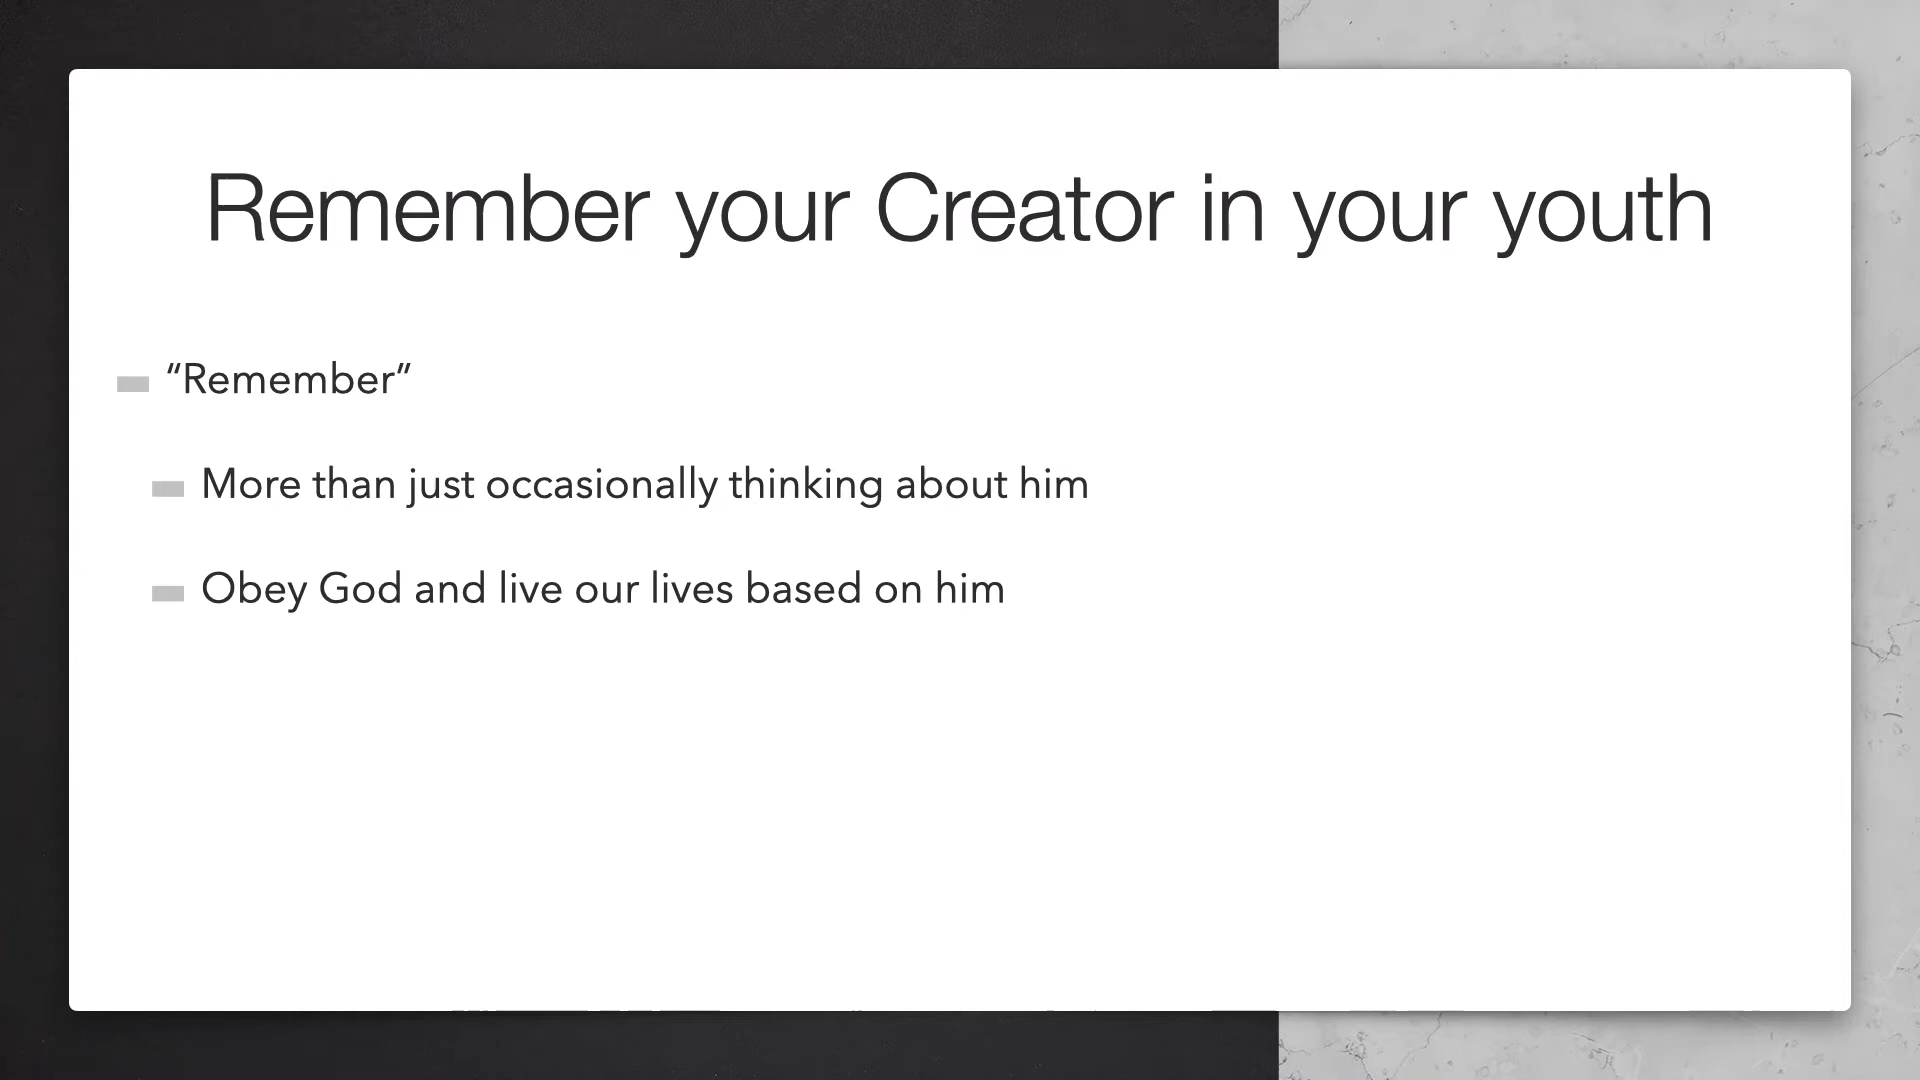 Remember your Creator in your youth
“Remember”
More than just occasionally thinking about him
Obey God and live our lives based on him